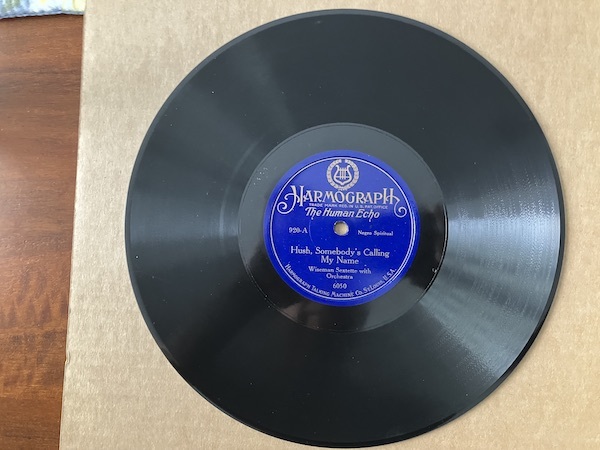 HARMOGRAPH
TRADE MARK REG. IN U.S. PAT. OFFICE
The Human Echo
920-A Negro Spiritual
Hush, Somebody's Calling
My Name
Wiseman Sextette with
Orchestra
6050
HARMOGRAPH TALKING MACHINE CO. ST. LOUIS, U.S.A.